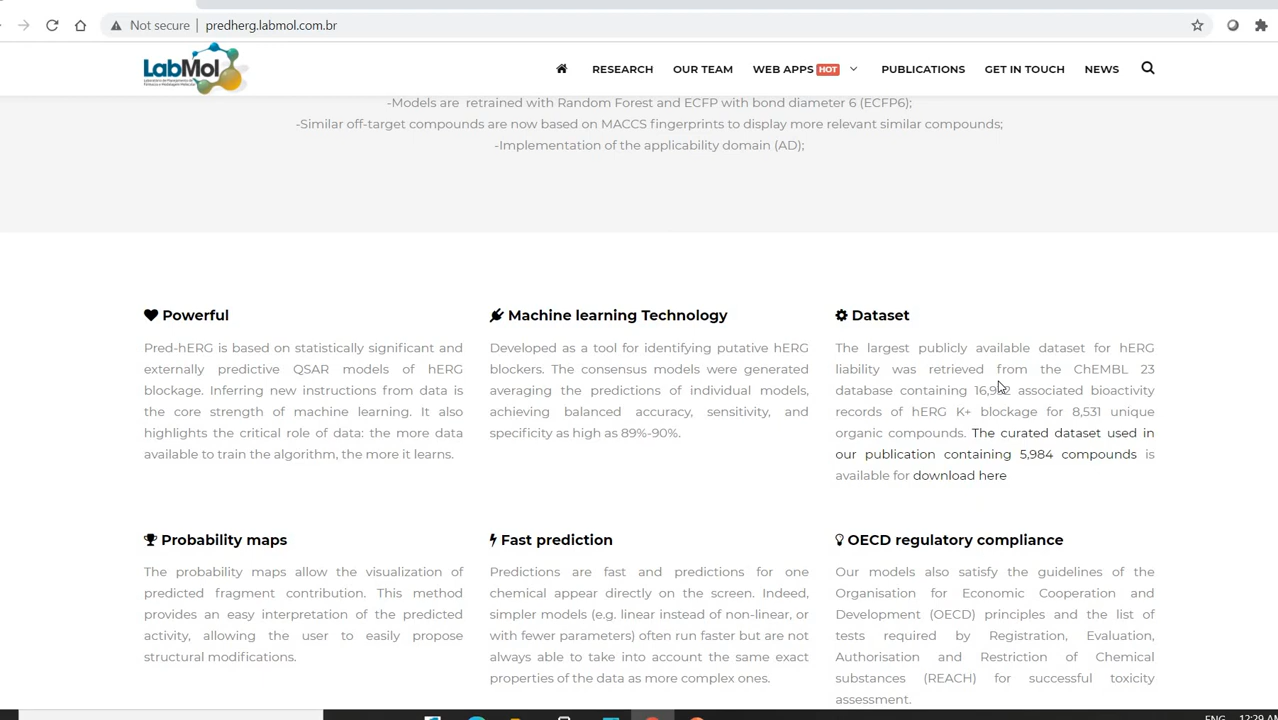 Not secure predherg.labmol.com.br
LabMol
RESEARCH OUR TEAM WEB APPS HOT PUBLICATIONS GET IN TOUCH NEWS
-Models are retrained with Random Forest and ECFP with bond diameter 6 (ECFP6);
-Similar off-target compounds are now based on MACCS fingerprints to display more relevant similar compounds;
-Implementation of the applicability domain (AD);
Powerful
Pred-hERG is based on statistically significant and
externally predictive QSAR models of hERG
blockage. Inferring new instructions from data is
the core strength of machine learning. It also
highlights the critical role of data: the more data
available to train the algorithm, the more it learns.
Machine learning Technology
Developed as a tool for identifying putative hERG
blockers. The consensus models were generated
averaging the predictions of individual models,
achieving balanced accuracy, sensitivity, and
specificity as high as 89%-90%.
Dataset
The largest publicly available dataset for hERG
liability was retrieved from the ChEMBL 23
database containing associated bioactivity
records of hERG K+ blockage for 8,531 unique
organic compounds. The curated dataset used in
our publication containing 5,984 compounds is
available for download here
Probability maps
The probability maps allow the visualization of
predicted fragment contribution. This method
provides an easy interpretation of the predicted
activity, allowing the user to easily propose
structural modifications.
Fast prediction
Predictions are fast and predictions for one
chemical appear directly on the screen. Indeed,
simpler models (e.g. linear instead of non-linear, or
with fewer parameters) often run faster but are not
always able to take into account the same exact
properties of the data as more complex ones.
OECD regulatory compliance
Our models also satisfy the guidelines of the
Organisation for Economic Cooperation and
Development (OECD) principles and the list of
tests required by Registration, Evaluation,
Authorisation and Restriction of Chemical
substances (REACH) for successful toxicity
assessment.
ENG 12:29 AM